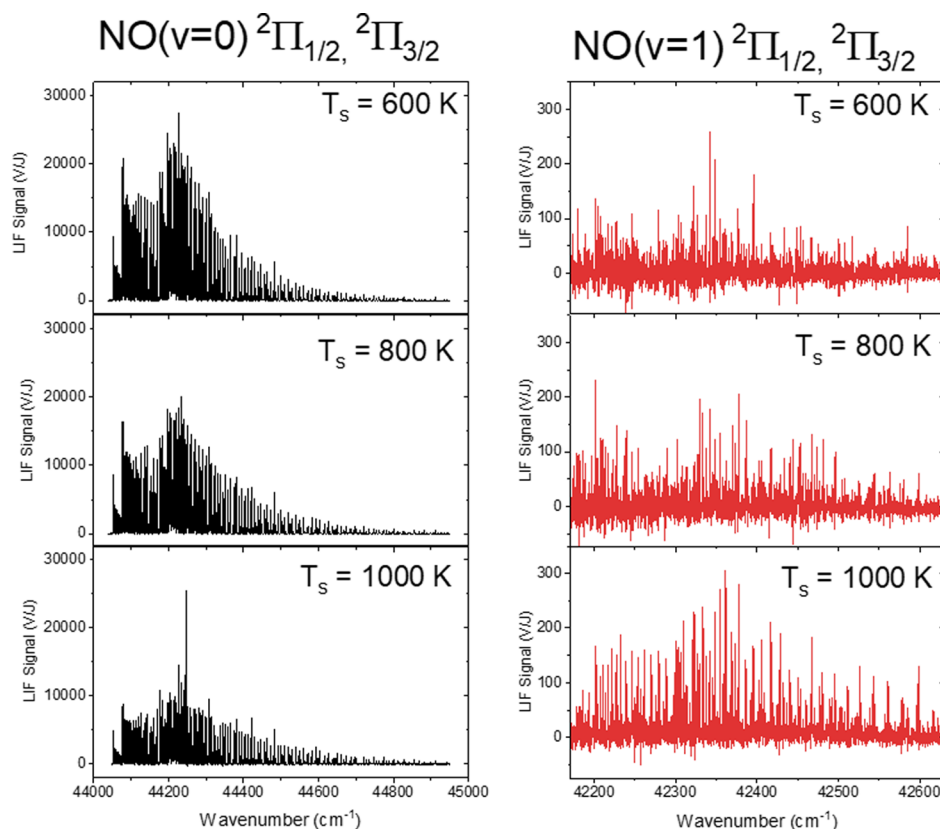 NO(v=0) ²Π₁/₂, ²Π₃/₂
30000
20000
10000
0
LIF Signal (V/J)
Tₛ = 600 K
30000
20000
10000
0
LIF Signal (V/J)
Tₛ = 800 K
30000
20000
10000
0
LIF Signal (V/J)
Tₛ = 1000 K
44000 44200 44400 44600 44800 45000
Wavenumber (cm⁻¹)
NO(v=1) ²Π₁/₂, ²Π₃/₂
300
200
100
0
LIF Signal (V/J)
Tₛ = 600 K
300
200
100
0
LIF Signal (V/J)
Tₛ = 800 K
300
200
100
0
LIF Signal (V/J)
Tₛ = 1000 K
42200 42300 42400 42500 42600
Wavenumber (cm⁻¹)